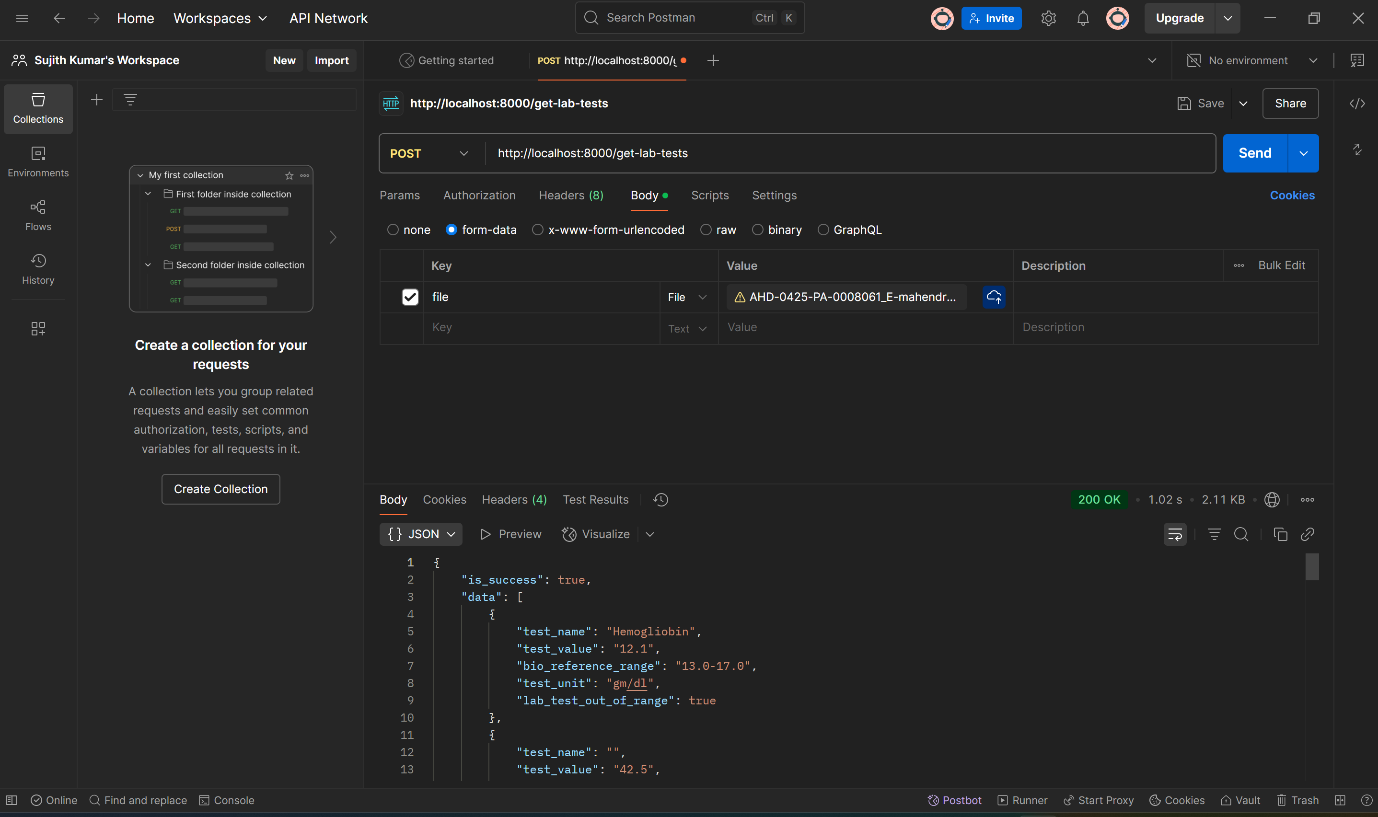 Home
Workspaces
API Network
Search Postman
Ctrl
K
Invite
Upgrade
Sujith Kumar's Workspace
New
Import
Getting started
POST http://localhost:8000/g
No environment
Collections
Environments
Flows
History
My first collection
First folder inside collection
GET
POST
GET
Second folder inside collection
GET
GET
Create a collection for your
requests
A collection lets you group related
requests and easily set common
authorization, tests, scripts, and
variables for all requests in it.
Create Collection
HTTP
http://localhost:8000/get-lab-tests
Save
Share
POST
http://localhost:8000/get-lab-tests
Send
Params
Authorization
Headers (8)
Body
Scripts
Settings
Cookies
none
form-data
x-www-form-urlencoded
raw
binary
GraphQL
Key
Value
Description
Bulk Edit
file
File
AHD-0425-PA-0008061_E-mahendr...
Key
Text
Value
Description
Body
Cookies
Headers (4)
Test Results
200 OK
1.02 s
2.11 KB
{} JSON
Preview
Visualize
1 {
2 "is_success": true,
3 "data": [
4 {
5 "test_name": "Hemogliobin",
6 "test_value": "12.1",
7 "bio_reference_range": "13.0-17.0",
8 "test_unit": "gm/dl",
9 "lab_test_out_of_range": true
10 },
11 {
12 "test_name": "",
13 "test_value": "42.5",
Online
Find and replace
Console
Postbot
Runner
Start Proxy
Cookies
Vault
Trash